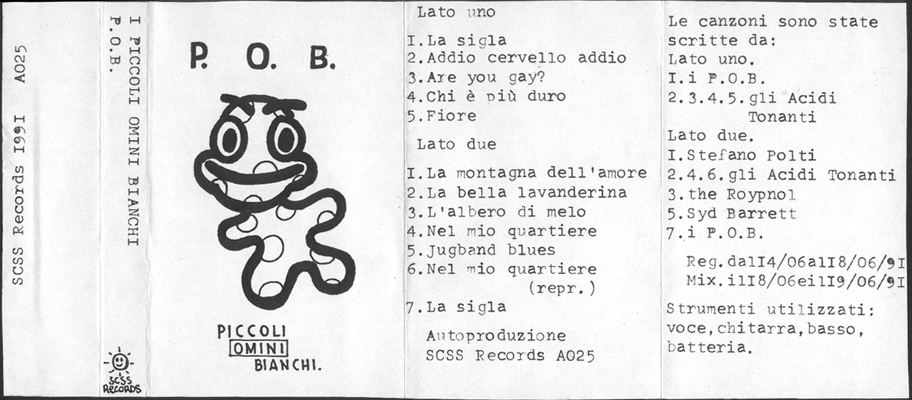 SCSS Records I99I A025
I PICCOLI OMINI BIANCHI
P.O.B.
SCSS
RECORDS
P. O. B.
PICCOLI
OMINI
BIANCHI.
Lato uno
I.La sigla
2.Addio cervello addio
3.Are you gay?
4.Chi è più duro
5.Fiore
Lato due
I.La montagna dell'amore
2.La bella lavanderina
3.L'albero di melo
4.Nel mio quartiere
5.Jugband blues
6.Nel mio quartiere
(repr.)
7.La sigla
Autoproduzione
SCSS Records A025
Le canzoni sono state
scritte da:
Lato uno.
I.i P.O.B.
2.3.4.5.gli Acidi
Tonanti
Lato due.
I.Stefano Polti
2.4.6.gli Acidi Tonanti
3.the Roypnol
5.Syd Barrett
7.i P.O.B.
Reg.dalI4/06alI8/06/9I
Mix.ilI8/06eilI9/06/9I
Strumenti utilizzati:
voce,chitarra,basso,
batteria.